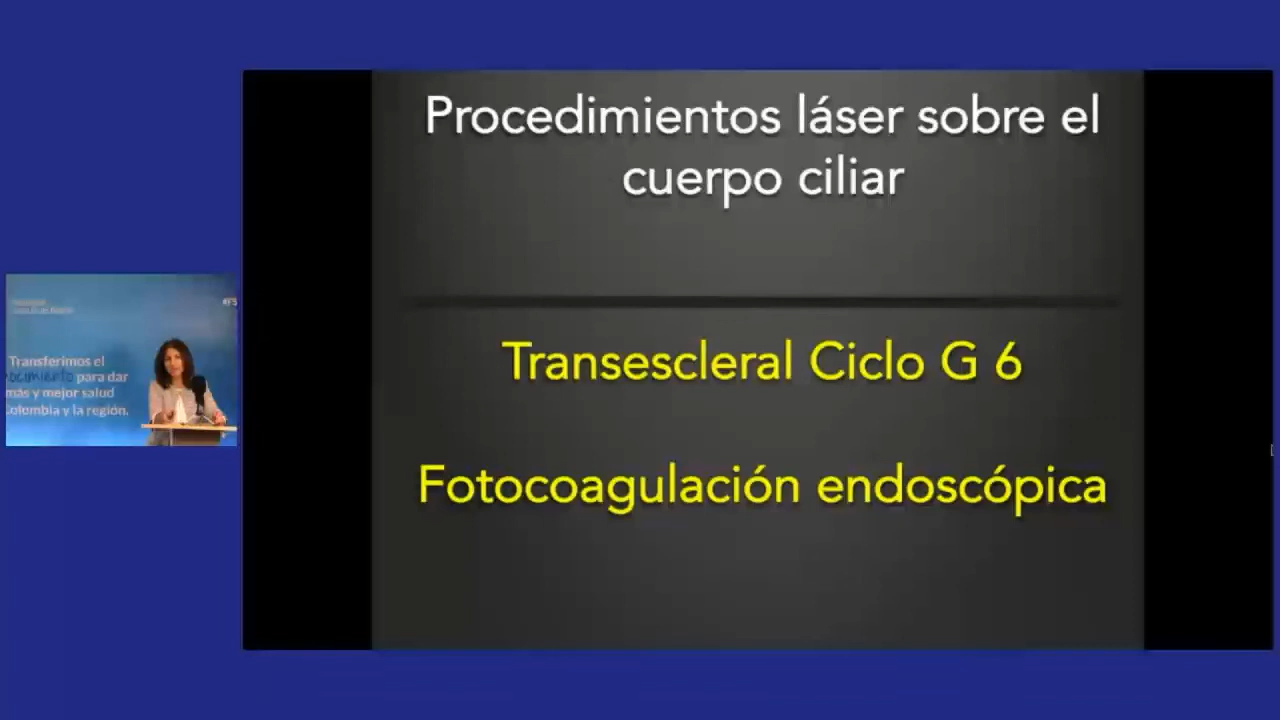 Procedimientos láser sobre el
cuerpo ciliar
Transescleral Ciclo G 6
Fotocoagulación endoscópica
Transferimos el
para dar
más y mejor salud
Colombia y la región.